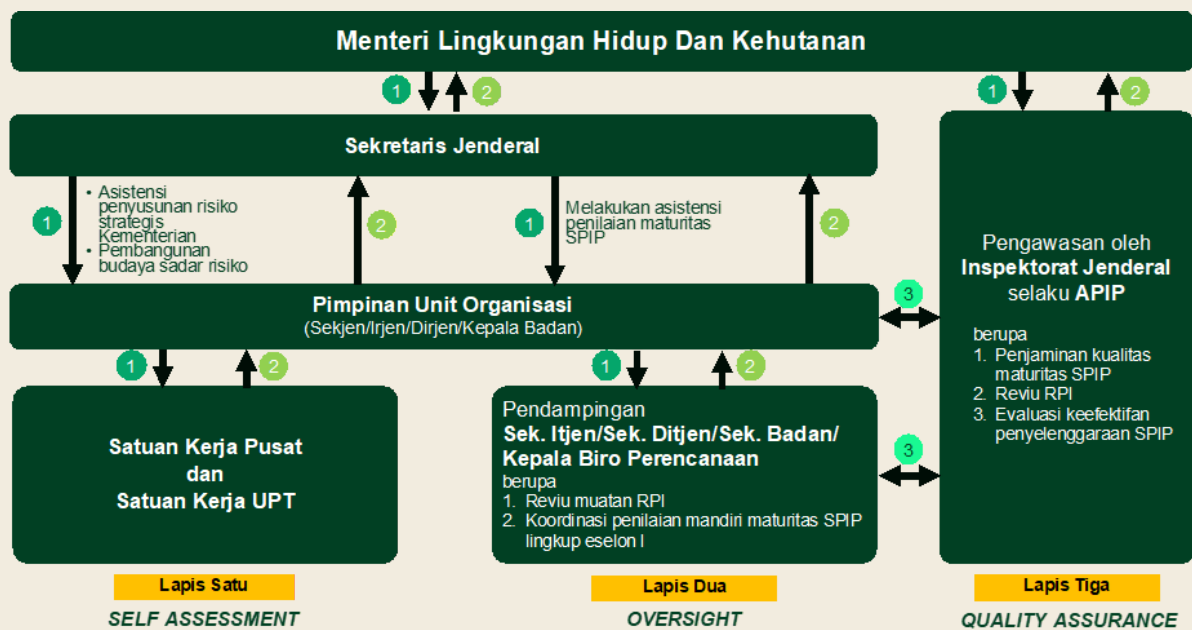 Menteri Lingkungan Hidup Dan Kehutanan
1
2
1
2
Sekretaris Jenderal
1
• Asistensi
penyusunan risiko
strategis
Kementerian
• Pembangunan
budaya sadar risiko
2
1
Melakukan asistensi
penilaian maturitas
SPIP
2
Pimpinan Unit Organisasi
(Sekjen/Irjen/Dirjen/Kepala Badan)
3
1
2
1
2
Satuan Kerja Pusat
dan
Satuan Kerja UPT
Pendampingan
Sek. Itjen/Sek. Ditjen/Sek. Badan/
Kepala Biro Perencanaan
berupa
1. Reviu muatan RPI
2. Koordinasi penilaian mandiri maturitas SPIP
lingkup eselon I
3
Pengawasan oleh
Inspektorat Jenderal
selaku APIP
berupa
1. Penjaminan kualitas
maturitas SPIP
2. Reviu RPI
3. Evaluasi keefektifan
penyelenggaraan SPIP
Lapis Satu
SELF ASSESSMENT
Lapis Dua
OVERSIGHT
Lapis Tiga
QUALITY ASSURANCE